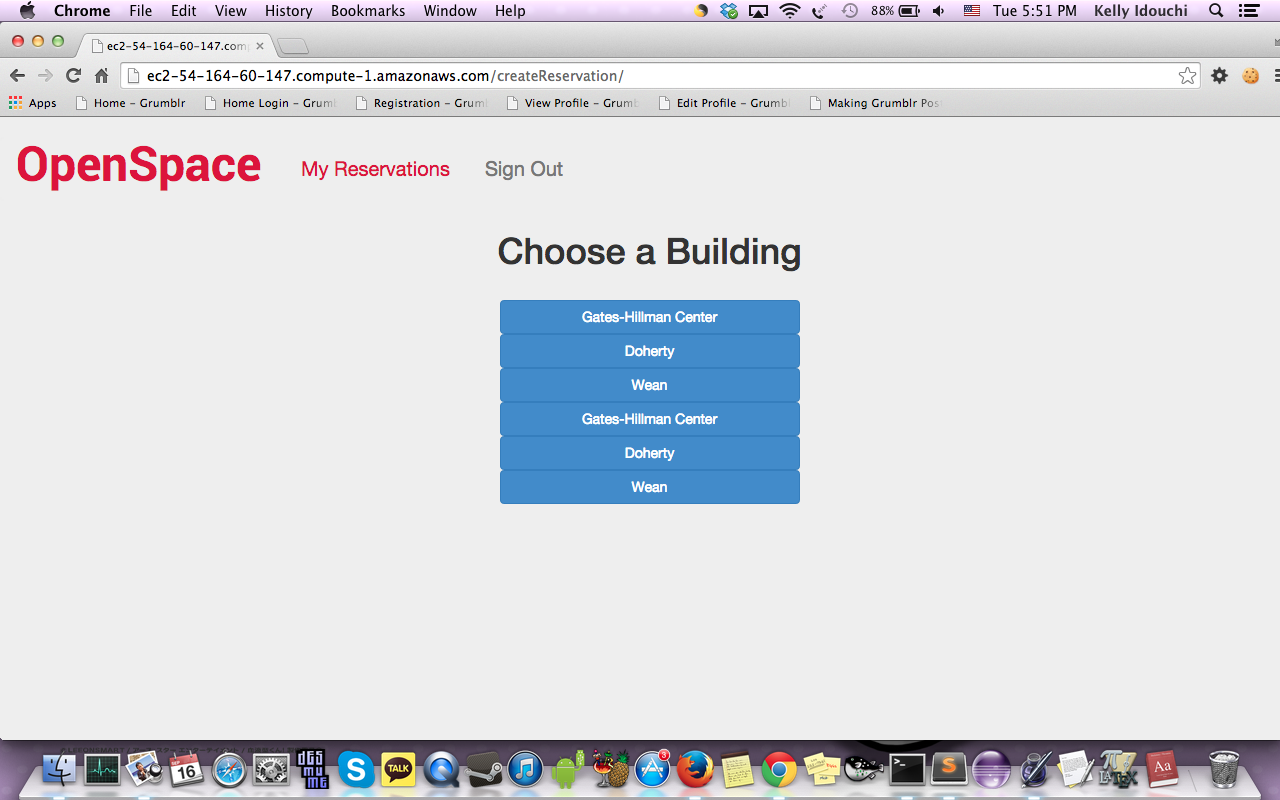 Chrome File Edit View History Bookmarks Window Help 88% Tue 5:51 PM Kelly Idouchi
ec2-54-164-60-147.com
ec2-54-164-60-147.compute-1.amazonaws.com/createReservation/
Apps Home – Grumblr Home Login – Gruml Registration – Gruml View Profile – Grumb Edit Profile – Grumbl Making Grumblr Pos
OpenSpace My Reservations Sign Out
Choose a Building
Gates-Hillman Center
Doherty
Wean
Gates-Hillman Center
Doherty
Wean
SEP
16
TALK
3
Aa